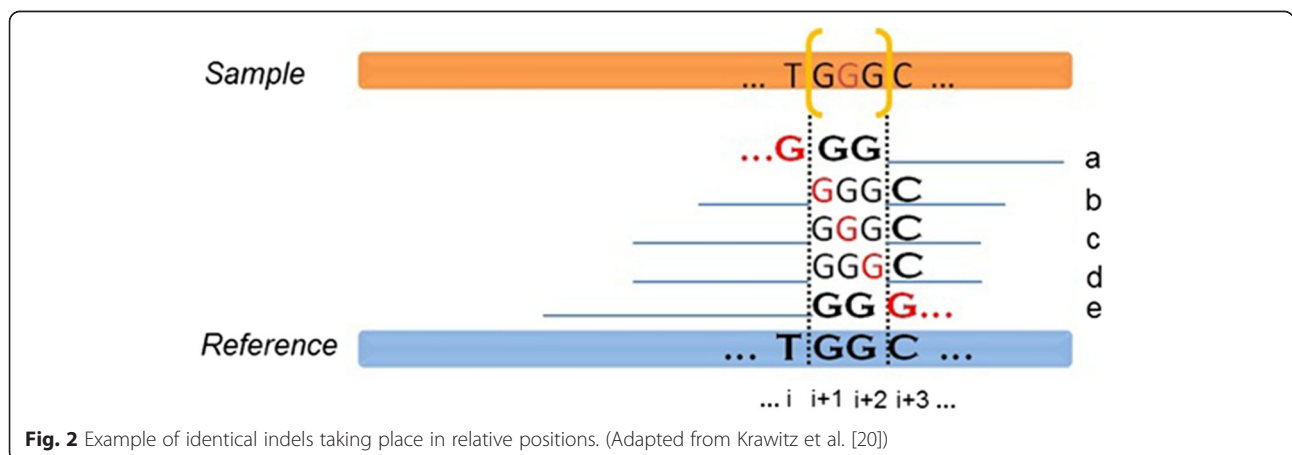 Sample ... T GGG C ...
...G GG a
GGGC b
GGGC c
GGGC d
GG G... e
Reference ... T GG C ...
... i i+1 i+2 i+3 ...
Fig. 2 Example of identical indels taking place in relative positions. (Adapted from Krawitz et al. [20])